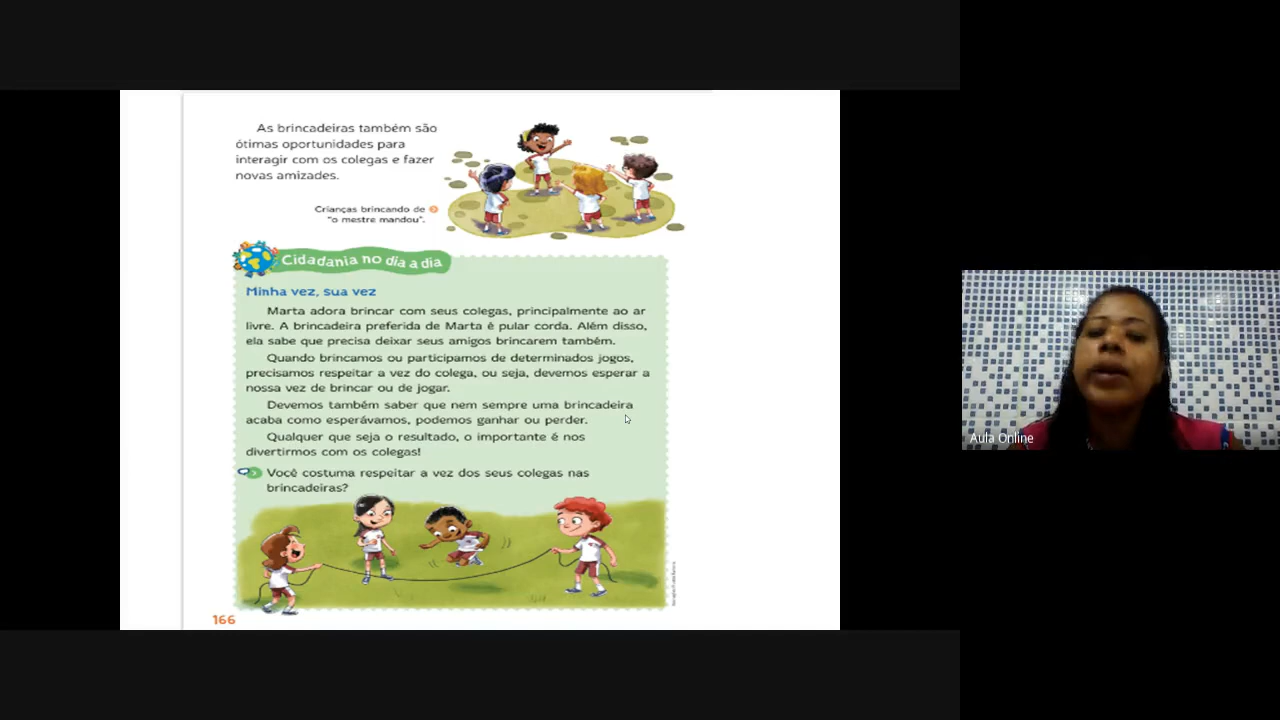 As brincadeiras também são
ótimas oportunidades para
interagir com os colegas e fazer
novas amizades.
Crianças brincando de
"o mestre mandou".
Cidadania no dia a dia
Minha vez, sua vez
Marta adora brincar com seus colegas, principalmente ao ar
livre. A brincadeira preferida de Marta é pular corda. Além disso,
ela sabe que precisa deixar seus amigos brincarem também.
Quando brincamos ou participamos de determinados jogos,
precisamos respeitar a vez do colega, ou seja, devemos esperar a
nossa vez de brincar ou de jogar.
Devemos também saber que nem sempre uma brincadeira
acaba como esperávamos, podemos ganhar ou perder.
Qualquer que seja o resultado, o importante é nos
divertirmos com os colegas!
Você costuma respeitar a vez dos seus colegas nas
brincadeiras?
166
Aula Online